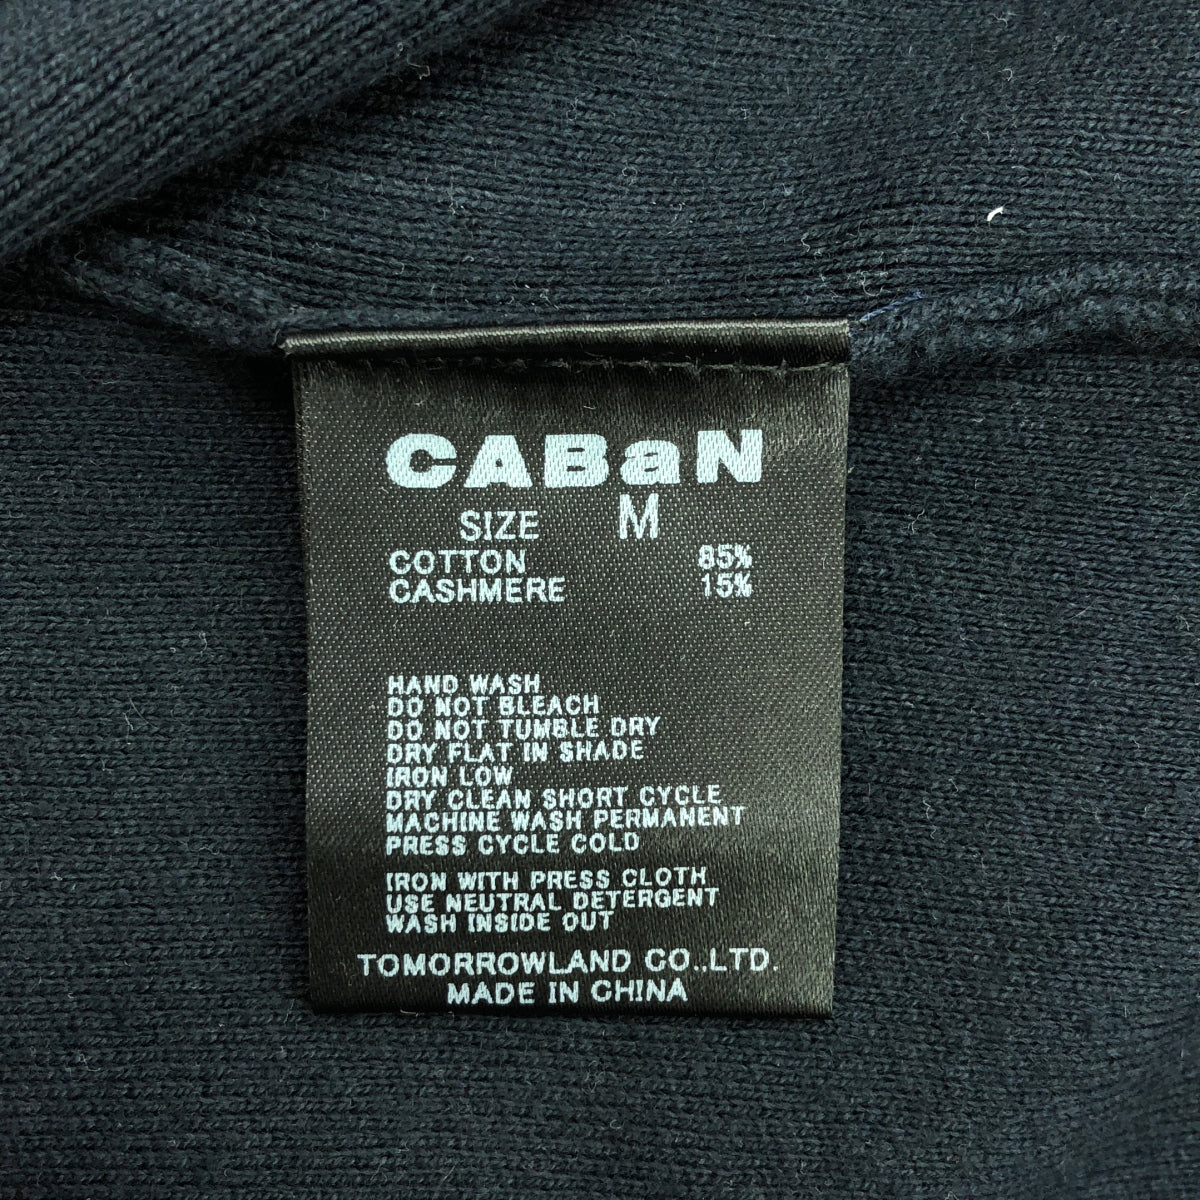 CABaN
SIZE M
COTTON 85%
CASHMERE 15%
HAND WASH
DO NOT BLEACH
DO NOT TUMBLE DRY
DRY FLAT IN SHADE
IRON LOW
DRY CLEAN SHORT CYCLE
MACHINE WASH PERMANENT
PRESS CYCLE COLD
IRON WITH PRESS CLOTH
USE NEUTRAL DETERGENT
WASH INSIDE OUT
TOMORROWLAND CO.,LTD.
MADE IN CHINA